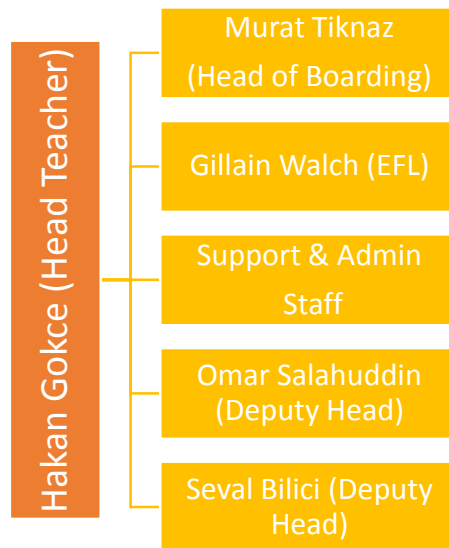 Hakan Gokce (Head Teacher)
Murat Tiknaz
(Head of Boarding)
Gillain Walch (EFL)
Support & Admin
Staff
Omar Salahuddin
(Deputy Head)
Seval Bilici (Deputy
Head)